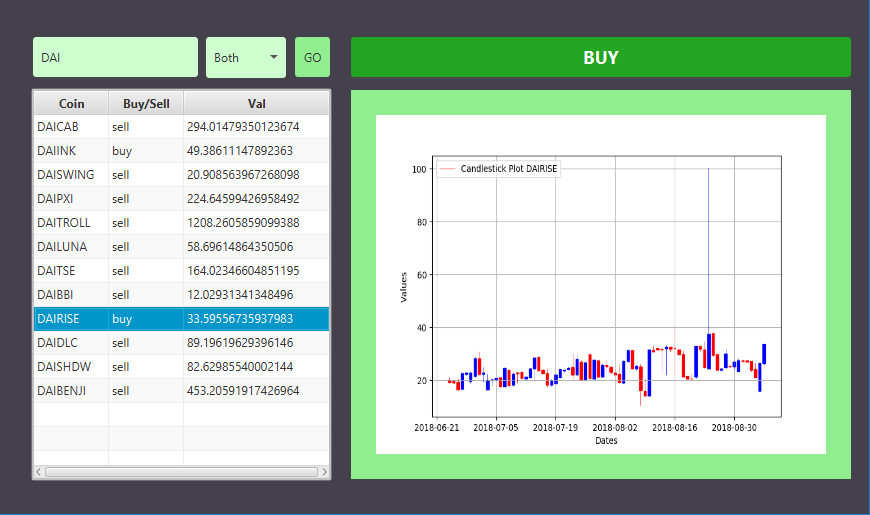 DAI Both GO BUY
Coin Buy/Sell Val
DAICAB sell 294.01479350123674
DAIINK buy 49.38611147892363
DAISWING sell 20.908563967268098
DAIPXI sell 224.64599426958492
DAITROLL sell 1208.2605859099388
DAILUNA sell 58.69614864350506
DAITSE sell 164.02346604851195
DAIBBI sell 12.02931341348496
DAIRISE buy 33.59556735937983
DAIDLC sell 89.19619629396146
DAISHDW sell 82.62985540002144
DAIBENJI sell 453.20591917426964
Candlestick Plot DAIRISE
100
80
60
40
20
Values
2018-06-21 2018-07-05 2018-07-19 2018-08-02 2018-08-16 2018-08-30
Dates